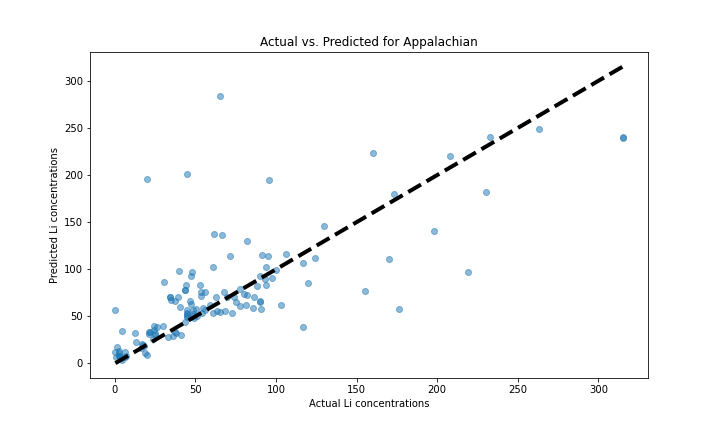 Actual vs. Predicted for Appalachian
300
250
200
150
100
50
0
Predicted Li concentrations
0 50 100 150 200 250 300
Actual Li concentrations